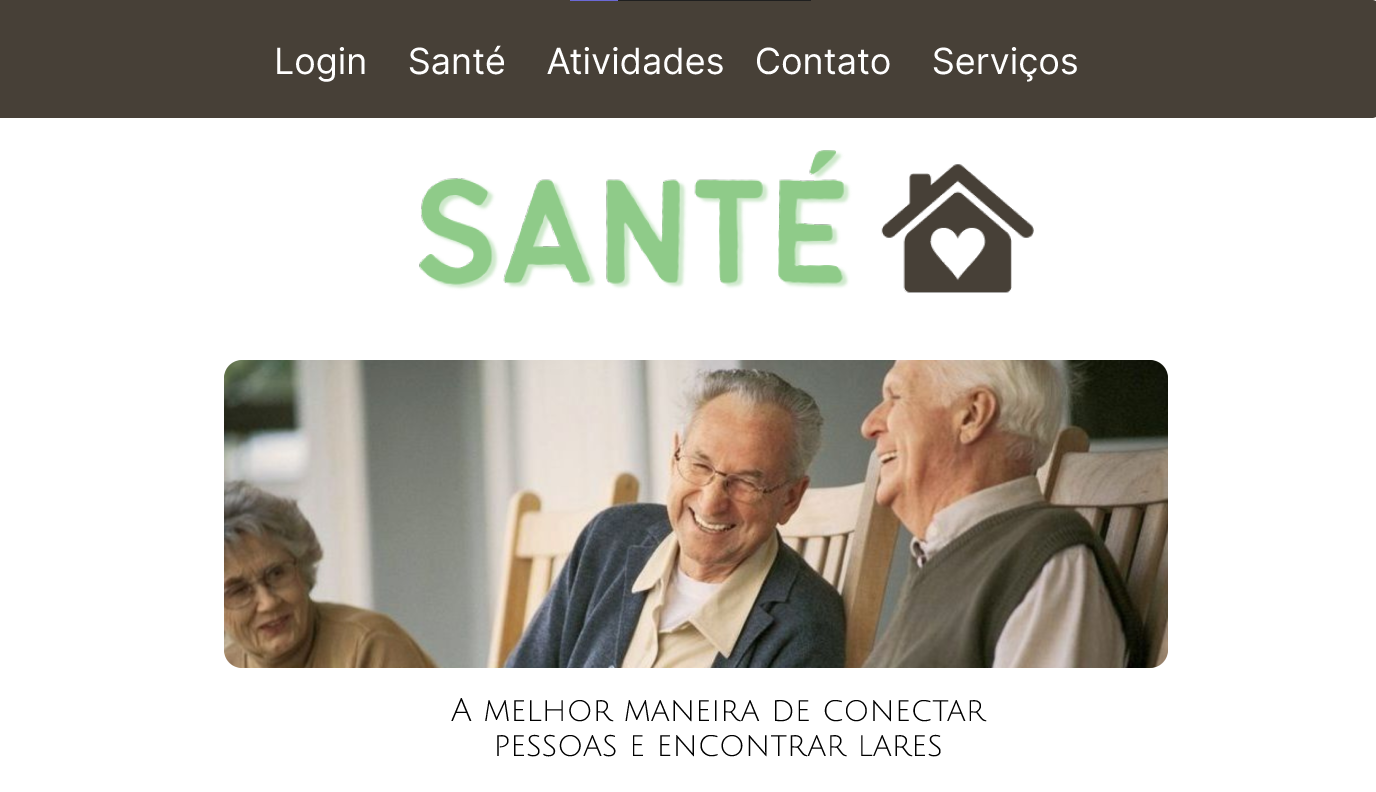 Login Santé Atividades Contato Serviços
SANTÉ
A MELHOR MANEIRA DE CONECTAR
PESSOAS E ENCONTRAR LARES